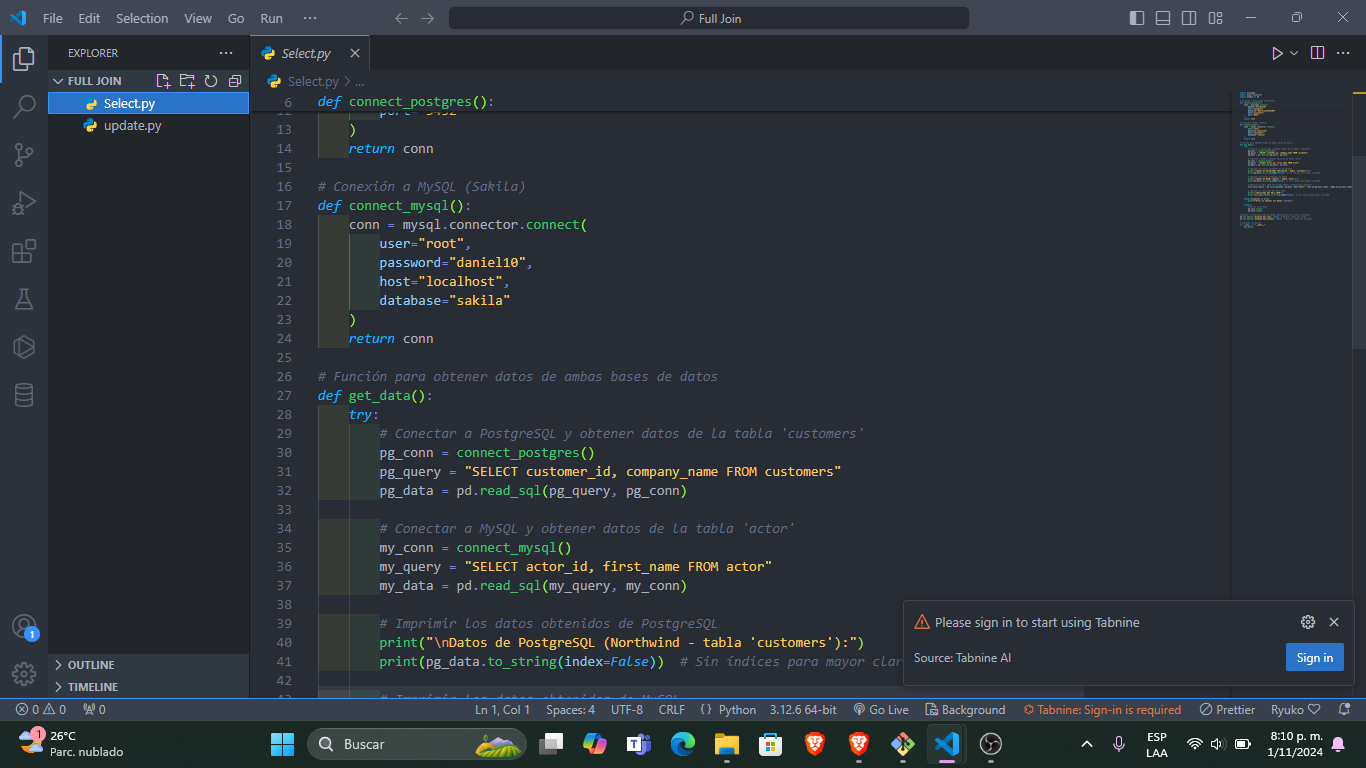 File Edit Selection View Go Run ··· Full Join
EXPLORER ···
FULL JOIN
Select.py
update.py
OUTLINE
TIMELINE
Select.py
Select.py > ...
6 def connect_postgres():
13 )
14 return conn
15
16 # Conexión a MySQL (Sakila)
17 def connect_mysql():
18 conn = mysql.connector.connect(
19 user="root",
20 password="daniel10",
21 host="localhost",
22 database="sakila"
23 )
24 return conn
25
26 # Función para obtener datos de ambas bases de datos
27 def get_data():
28 try:
29 # Conectar a PostgreSQL y obtener datos de la tabla 'customers'
30 pg_conn = connect_postgres()
31 pg_query = "SELECT customer_id, company_name FROM customers"
32 pg_data = pd.read_sql(pg_query, pg_conn)
33
34 # Conectar a MySQL y obtener datos de la tabla 'actor'
35 my_conn = connect_mysql()
36 my_query = "SELECT actor_id, first_name FROM actor"
37 my_data = pd.read_sql(my_query, my_conn)
38
39 # Imprimir los datos obtenidos de PostgreSQL
40 print("\nDatos de PostgreSQL (Northwind - tabla 'customers'):")
41 print(pg_data.to_string(index=False)) # Sin índices para mayor clar
42
Please sign in to start using Tabnine
Source: Tabnine AI
Sign in
1
0 0 0 Ln 1, Col 1 Spaces: 4 UTF-8 CRLF { } Python 3.12.6 64-bit Go Live Background Tabnine: Sign-in is required Prettier Ryuko
1
26°C
Parc. nublado
Buscar
ESP
LAA
8:10 p. m.
1/11/2024